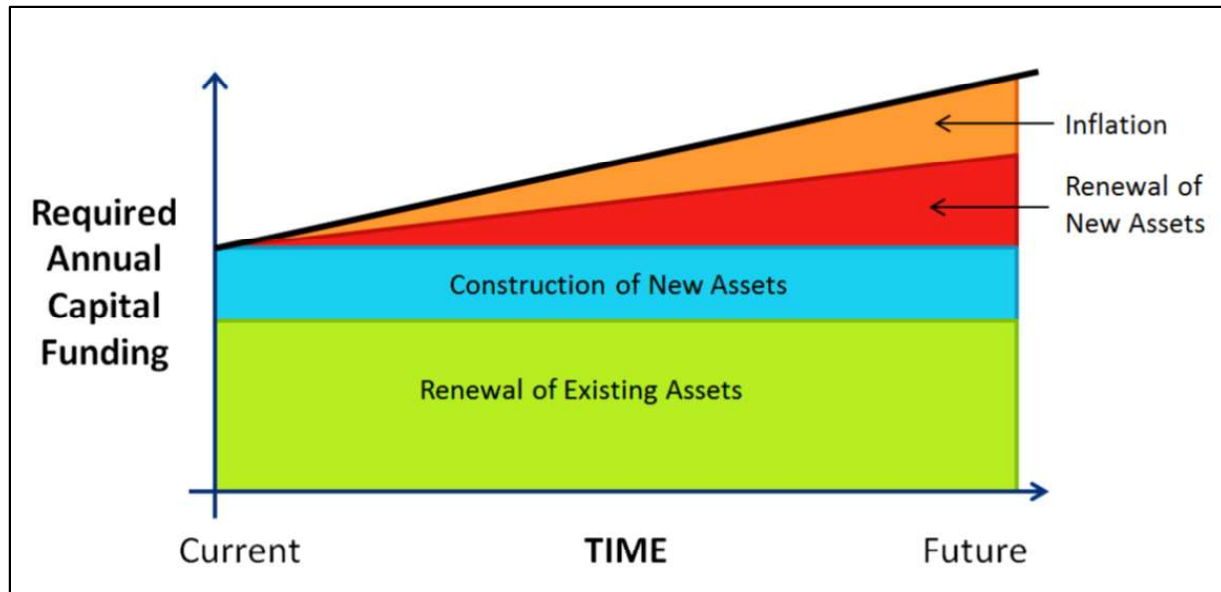 Required
Annual
Capital
Funding
Inflation
Renewal of
New Assets
Construction of New Assets
Renewal of Existing Assets
Current
TIME
Future